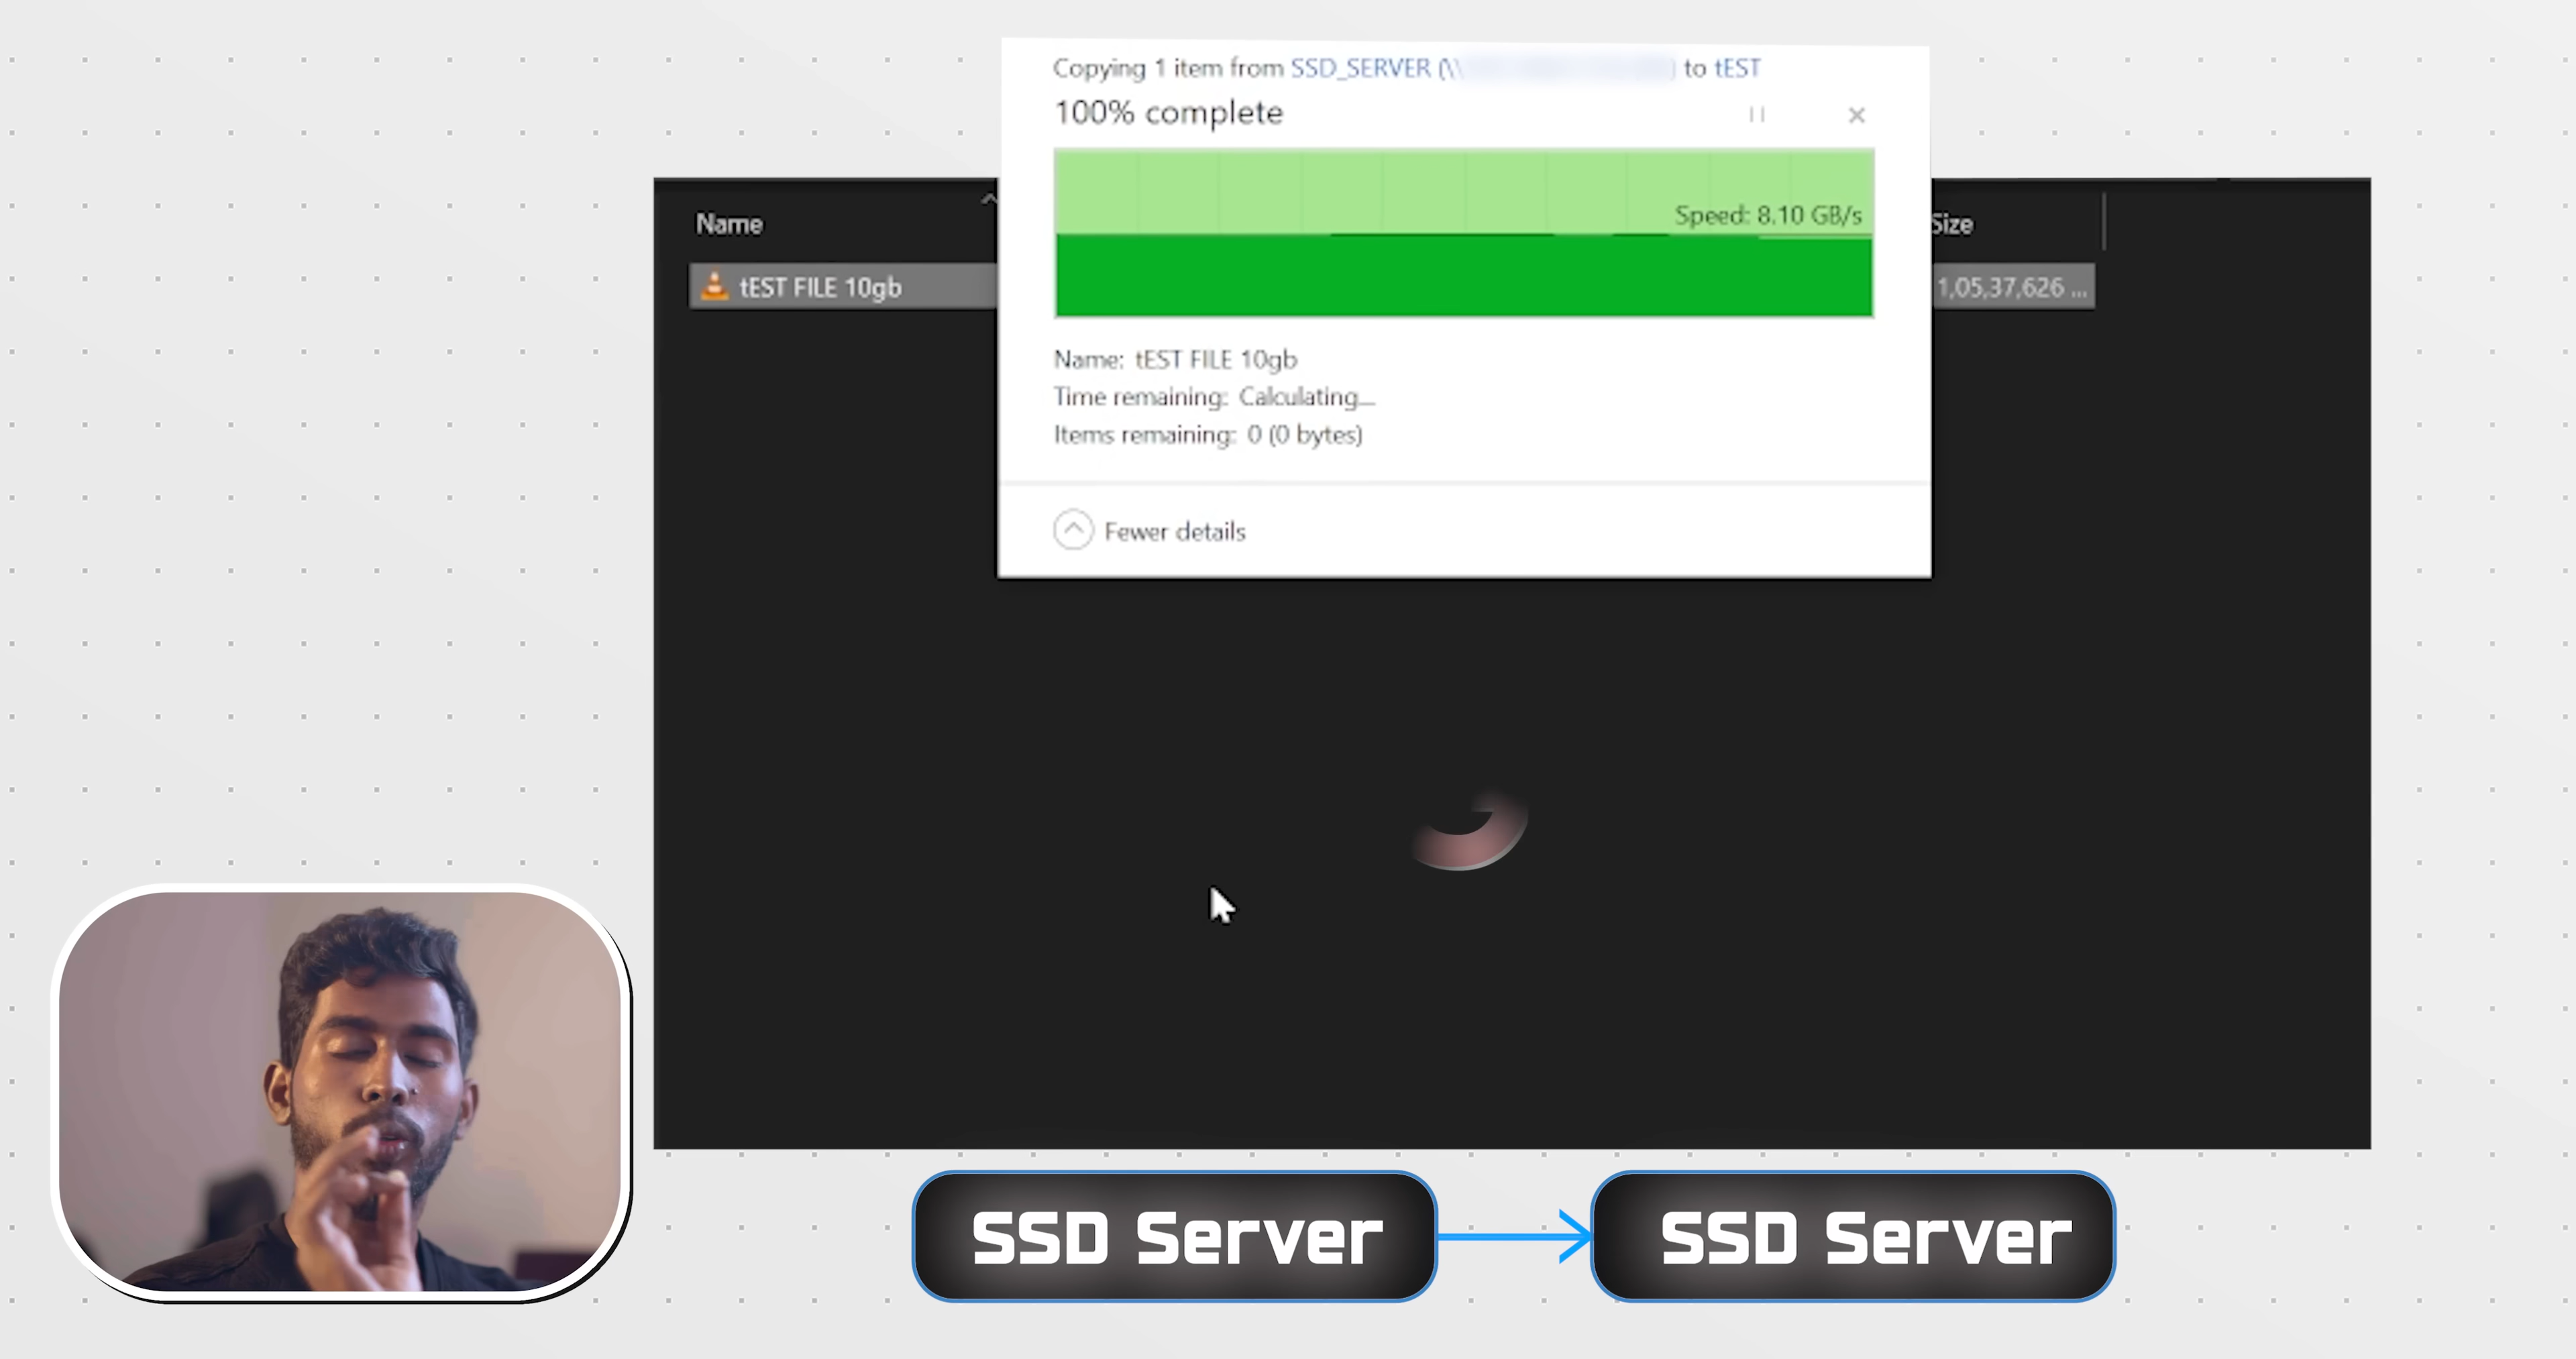 Copying 1 item from SSD_SERVER (\\ ) to tEST
100% complete
Speed: 8.10 GB/s
Name
Size
tEST FILE 10gb
1,05,37,626 ...
Name: tEST FILE 10gb
Time remaining: Calculating...
Items remaining: 0 (0 bytes)
Fewer details
SSD Server
SSD Server